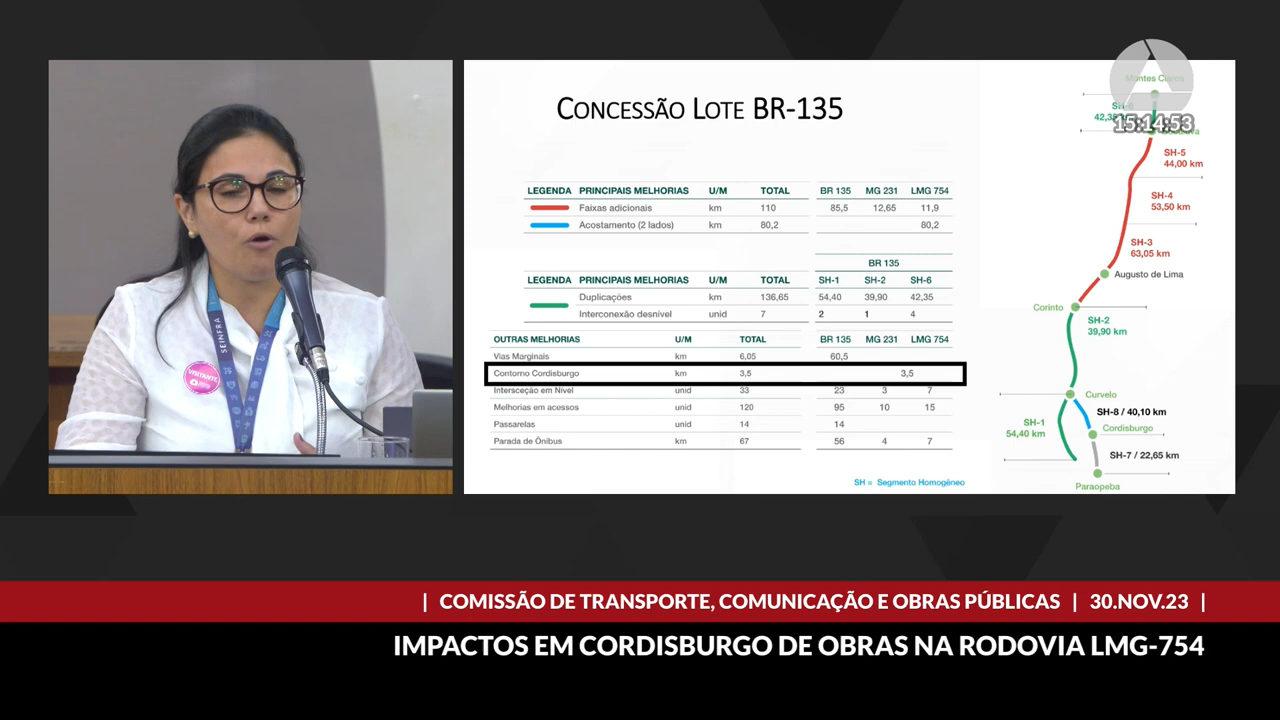 CONCESSÃO LOTE BR-135
LEGENDA PRINCIPAIS MELHORIAS U/M TOTAL BR 135 MG 231 LMG 754
Faixas adicionais km 110 85,5 12,65 11,9
Acostamento (2 lados) km 80,2 80,2
BR 135
LEGENDA PRINCIPAIS MELHORIAS U/M TOTAL SH-1 SH-2 SH-6
Duplicações km 136,65 54,40 39,90 42,35
Interconexão desnível unid 7 2 1 4
OUTRAS MELHORIAS U/M TOTAL BR 135 MG 231 LMG 754
Vias Marginais km 6,05 60,5
Contorno Cordisburgo km 3,5 3,5
Intersceção em Nível unid 33 23 3 7
Melhorias em acessos unid 120 95 10 15
Passarelas unid 14 14
Parada de Ônibus km 67 56 4 7
SH = Segmento Homogêneo
Montes Claros
15:14:53
SH-5
44,00 km
SH-4
53,50 km
SH-3
63,05 km
Augusto de Lima
Corinto
SH-2
39,90 km
Curvelo
SH-8 / 40,10 km
SH-1
54,40 km
Cordisburgo
SH-7 / 22,65 km
Paraopeba
SEINFRA
VISITANTE
| COMISSÃO DE TRANSPORTE, COMUNICAÇÃO E OBRAS PÚBLICAS | 30.NOV.23 |
IMPACTOS EM CORDISBURGO DE OBRAS NA RODOVIA LMG-754